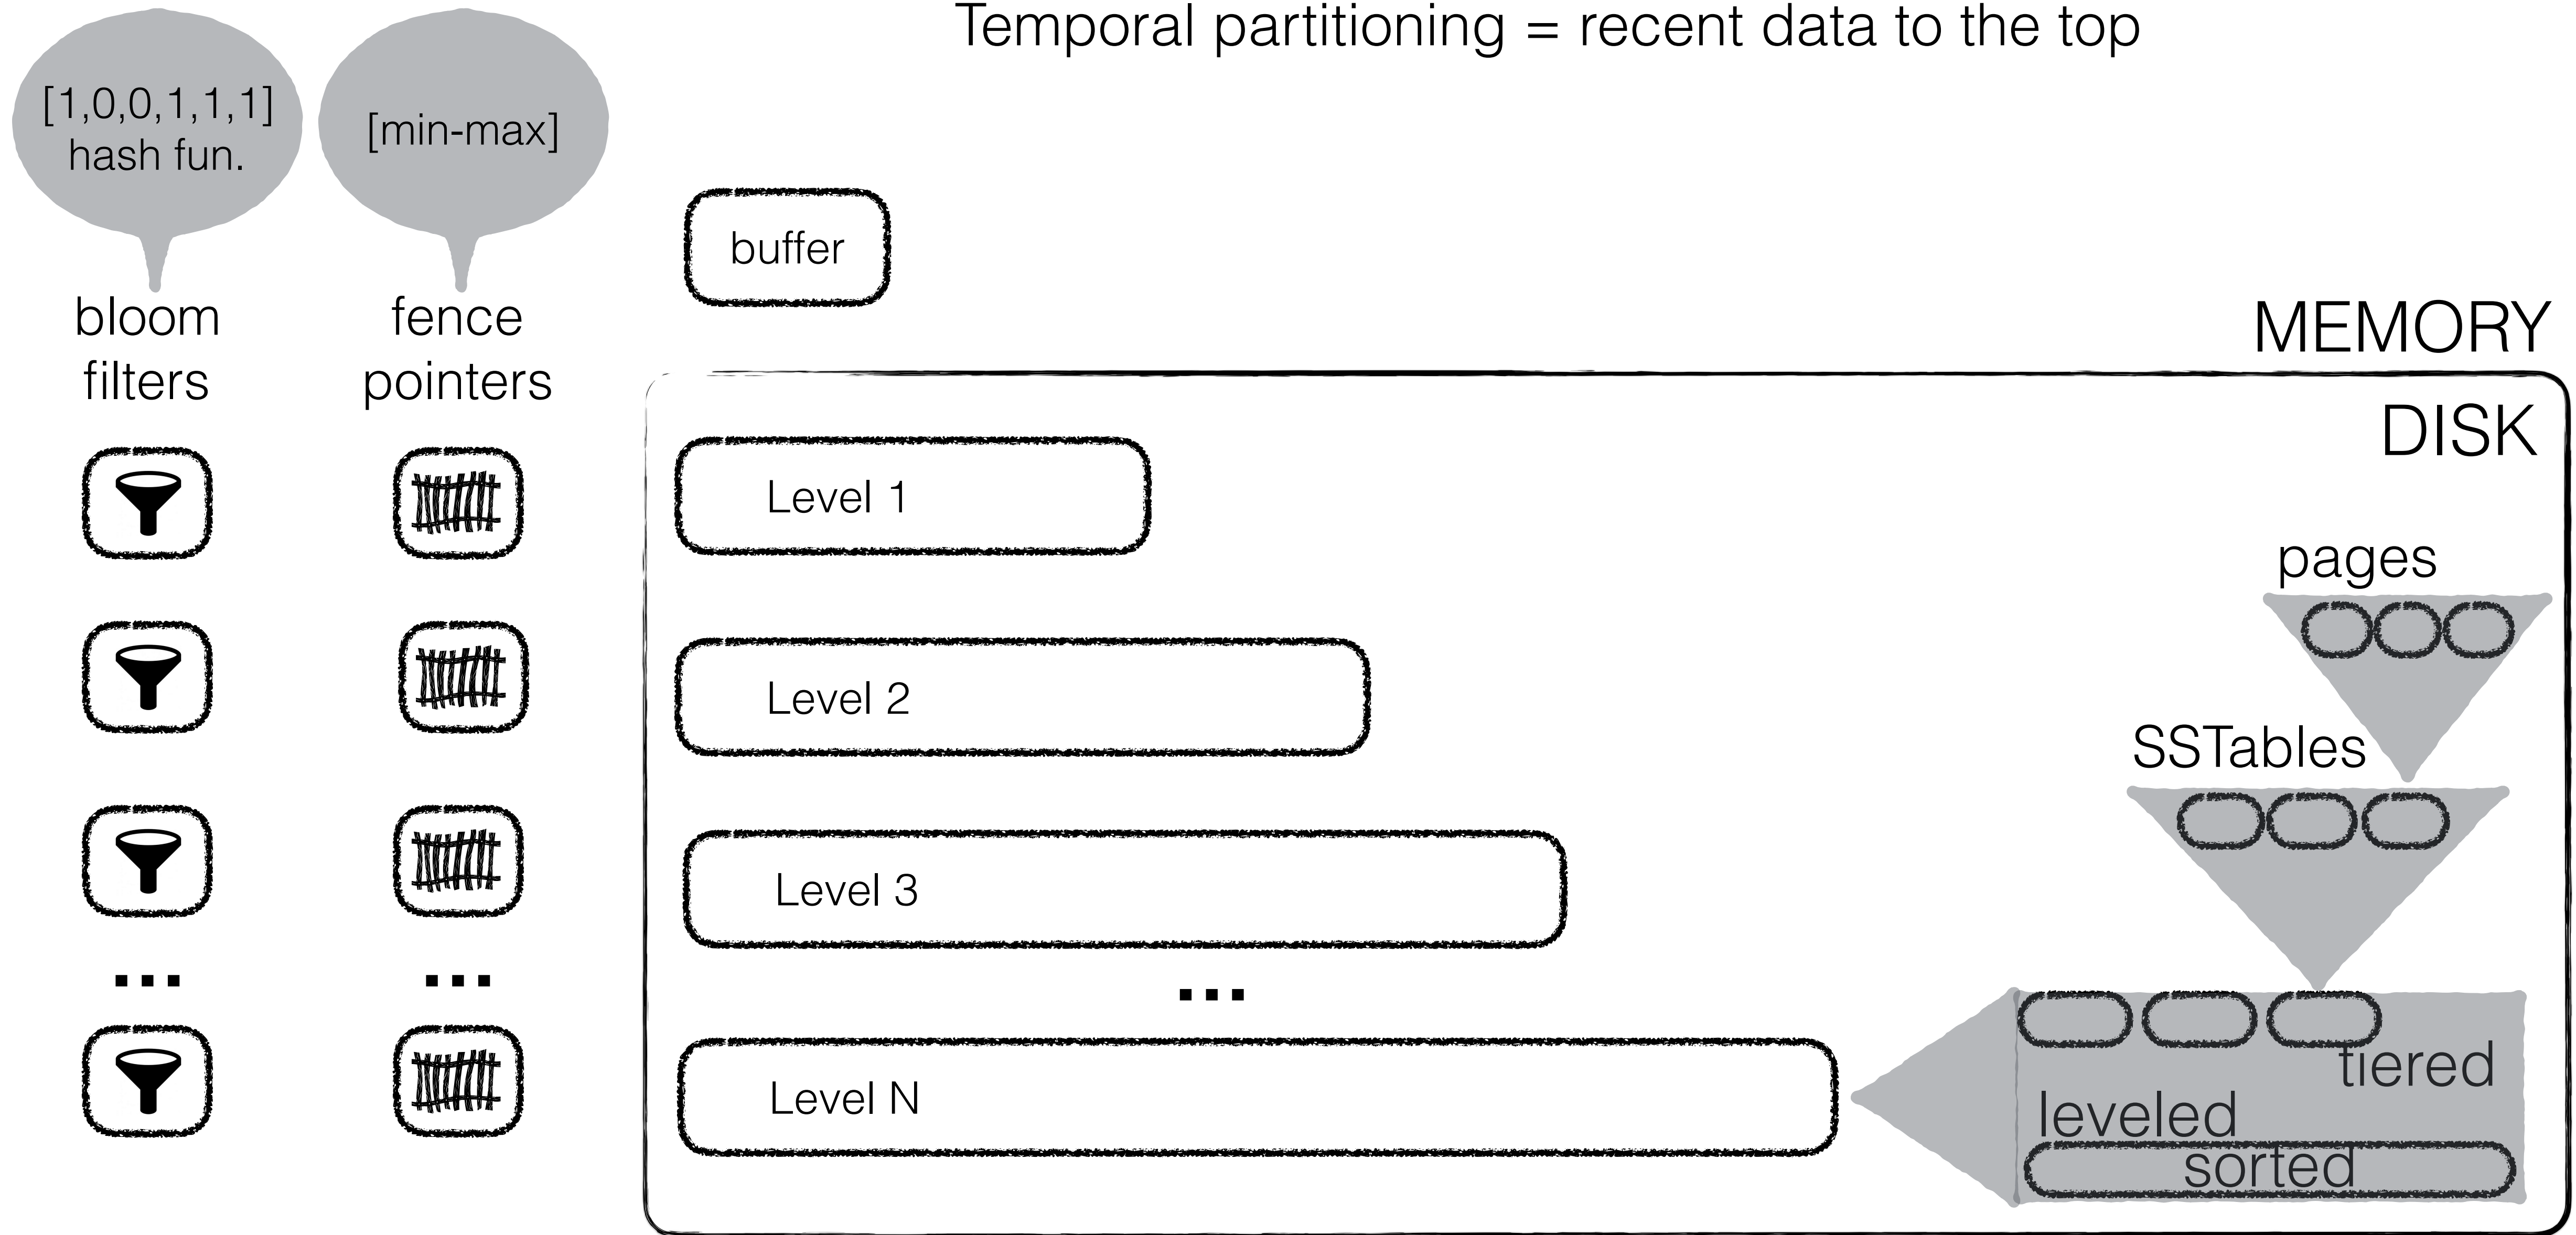 Temporal partitioning = recent data to the top
[1,0,0,1,1,1]
hash fun.
[min-max]
buffer
bloom
filters
fence
pointers
MEMORY
DISK
Level 1
pages
Level 2
SSTables
Level 3
...
...
...
Level N
tiered
leveled
sorted